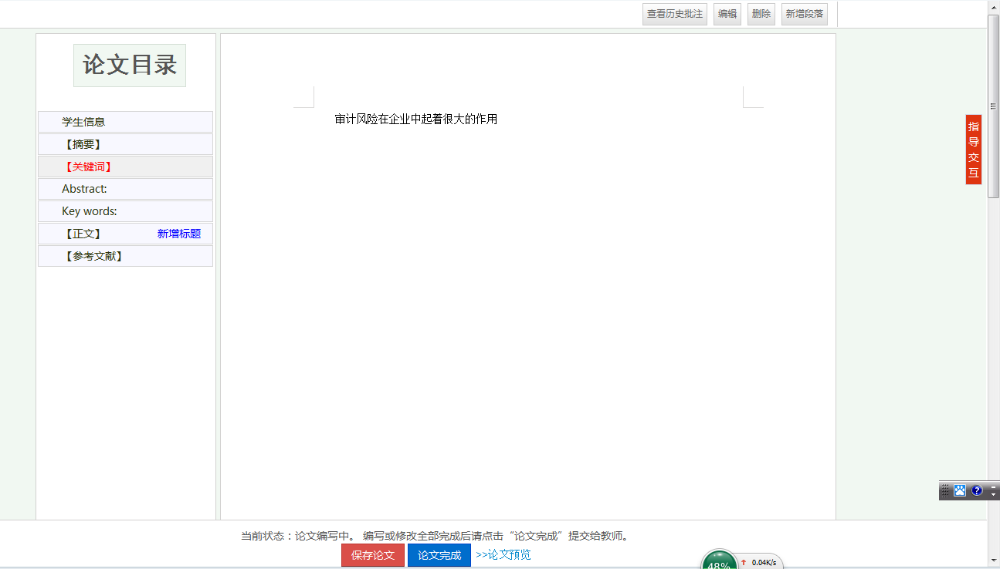 查看历史批注 编辑 删除 新增段落
论文目录
学生信息
【摘要】
【关键词】
Abstract:
Key words:
【正文】 新增标题
【参考文献】
审计风险在企业中起着很大的作用
指导交互
当前状态：论文编写中。 编写或修改全部完成后请点击“论文完成”提交给教师。
保存论文 论文完成 >>论文预览
48% 0.04K/s